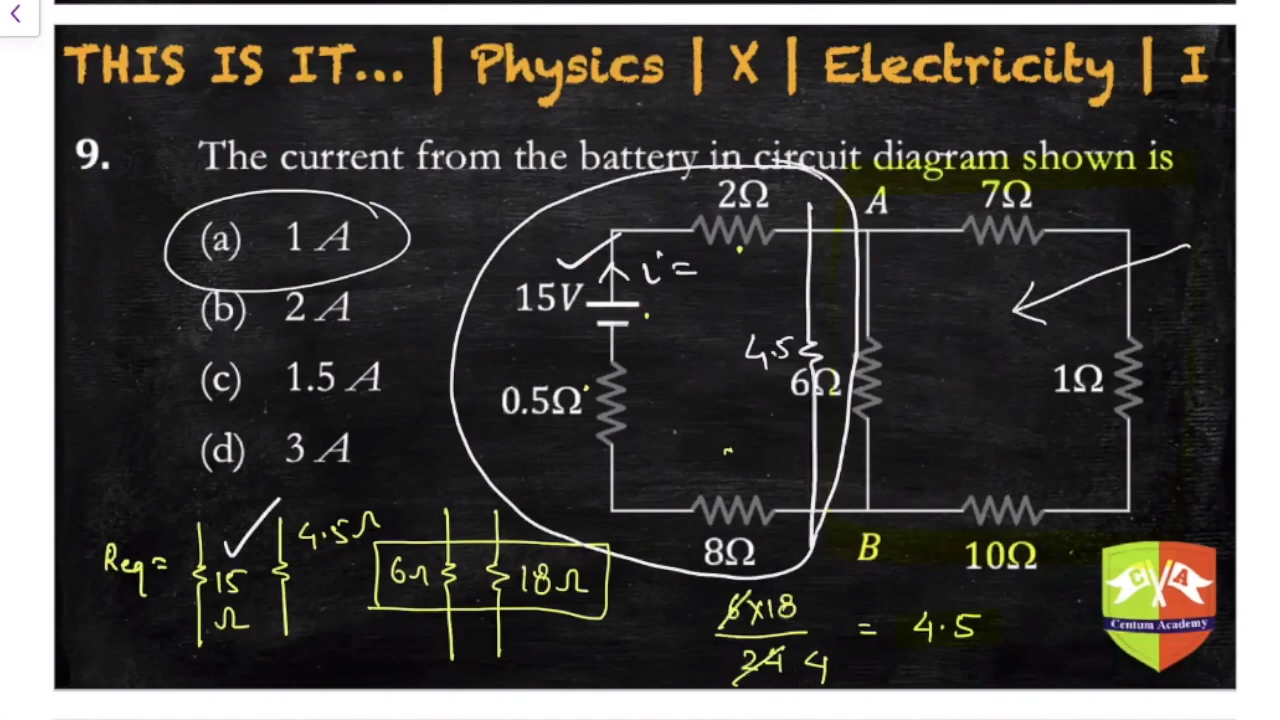 THIS IS IT... | Physics | X | Electricity | I
9. The current from the battery in circuit diagram shown is
(a) 1 A
(b) 2 A
(c) 1.5 A
(d) 3 A
2Ω
A
7Ω
i =
15V
4.5
6Ω
1Ω
0.5Ω
8Ω
B
10Ω
Req =
15
Ω
4.5Ω
6Ω
18Ω
6×18
24 4
= 4.5
C A
Centum Academy